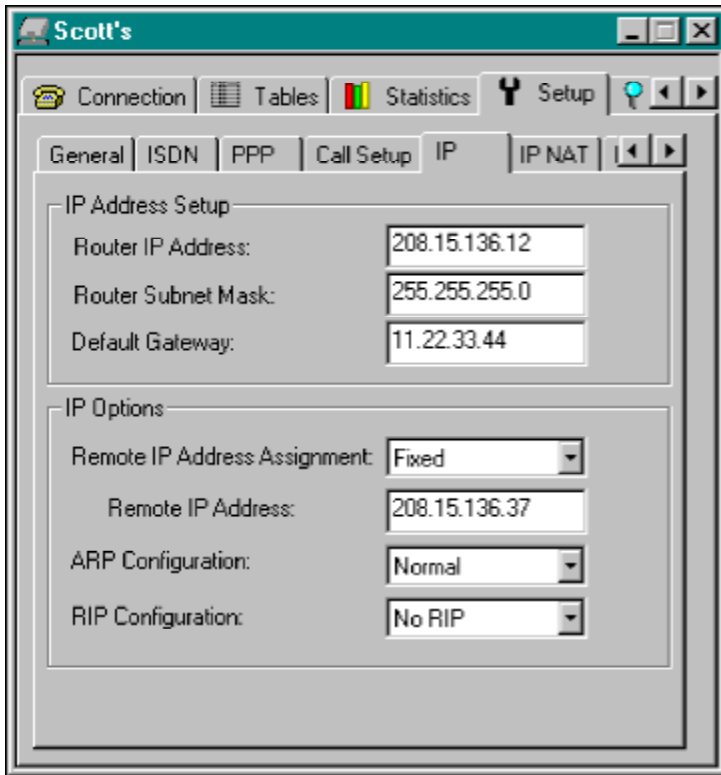 Scott's
Connection Tables Statistics Setup
General ISDN PPP Call Setup IP IP NAT
IP Address Setup
Router IP Address: 208.15.136.12
Router Subnet Mask: 255.255.255.0
Default Gateway: 11.22.33.44
IP Options
Remote IP Address Assignment: Fixed
Remote IP Address: 208.15.136.37
ARP Configuration: Normal
RIP Configuration: No RIP